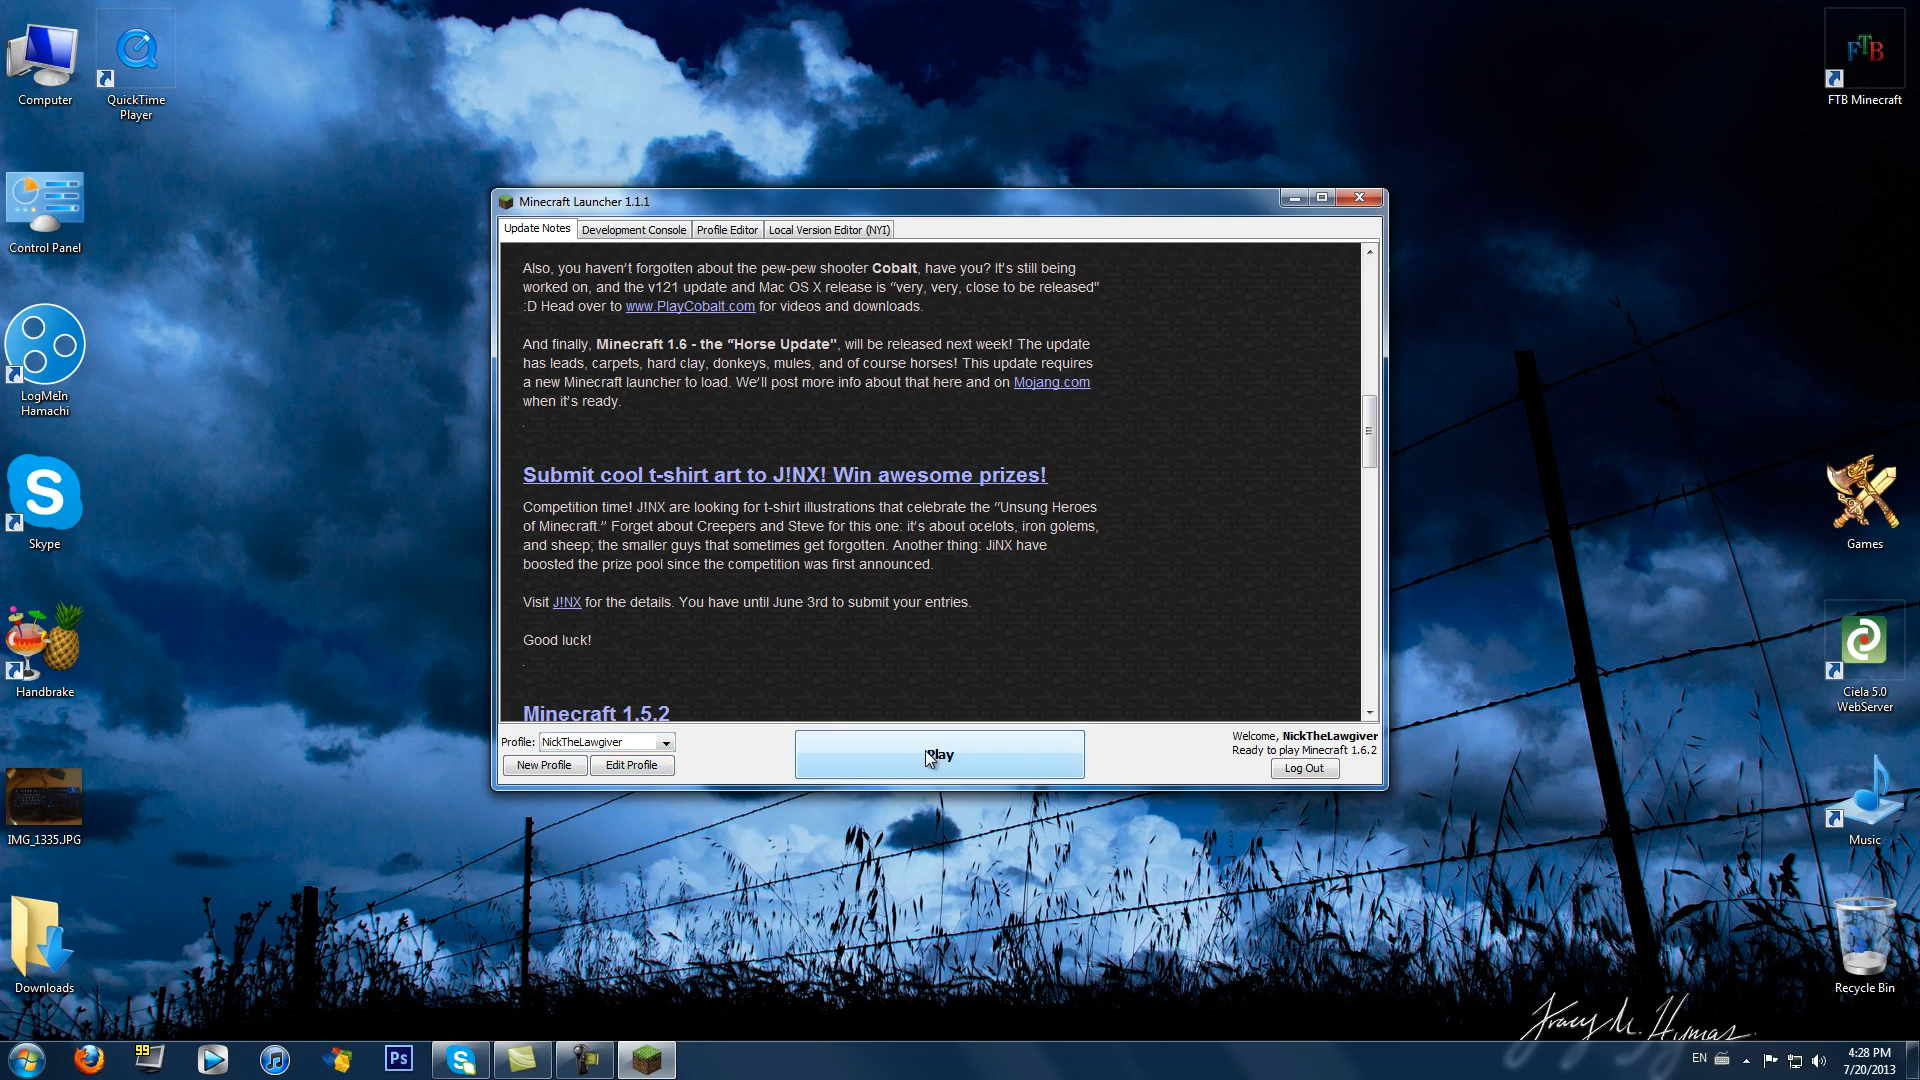 Computer
QuickTime
Player
FTB
FTB Minecraft
Control Panel
LogMeIn
Hamachi
Skype
Handbrake
IMG_1335.JPG
Downloads
Games
Ciela 5.0
WebServer
Music
Recycle Bin
Minecraft Launcher 1.1.1
Update Notes
Development Console
Profile Editor
Local Version Editor (NYI)
Also, you haven't forgotten about the pew-pew shooter Cobalt, have you? It's still being
worked on, and the v121 update and Mac OS X release is “very, very, close to be released"
:D Head over to www.PlayCobalt.com for videos and downloads.
And finally, Minecraft 1.6 - the “Horse Update", will be released next week! The update
has leads, carpets, hard clay, donkeys, mules, and of course horses! This update requires
a new Minecraft launcher to load. We'll post more info about that here and on Mojang.com
when it's ready.
.
Submit cool t-shirt art to J!NX! Win awesome prizes!
Competition time! J!NX are looking for t-shirt illustrations that celebrate the “Unsung Heroes
of Minecraft.” Forget about Creepers and Steve for this one: it's about ocelots, iron golems,
and sheep; the smaller guys that sometimes get forgotten. Another thing: JiNX have
boosted the prize pool since the competition was first announced.
Visit J!NX for the details. You have until June 3rd to submit your entries.
Good luck!
.
Minecraft 1.5.2
Profile: NickTheLawgiver
New Profile
Edit Profile
Play
Welcome, NickTheLawgiver
Ready to play Minecraft 1.6.2
Log Out
Tracy M. Hymas
99
Ps
EN
4:28 PM
7/20/2013